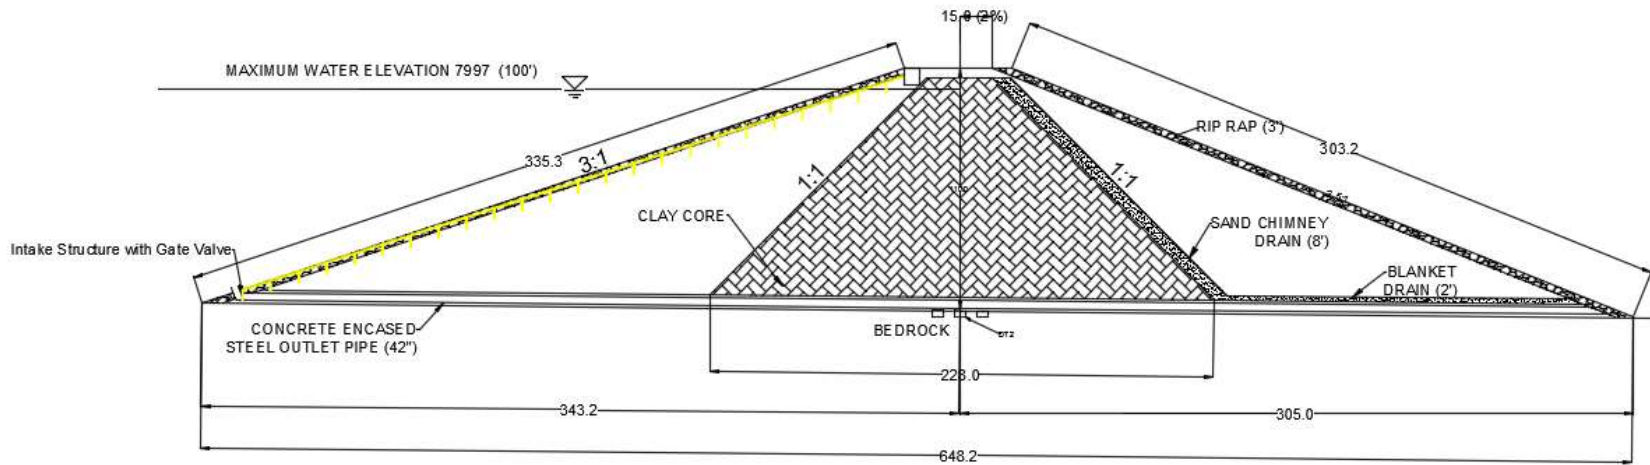 15.0 (2%)
MAXIMUM WATER ELEVATION 7997 (100')
RIP RAP (3')
303.2
335.3
3:1
1:1
1:1
CLAY CORE
SAND CHIMNEY
DRAIN (8')
Intake Structure with Gate Valve
BLANKET
DRAIN (2')
CONCRETE ENCASED
STEEL OUTLET PIPE (42")
BEDROCK
228.0
343.2
305.0
648.2